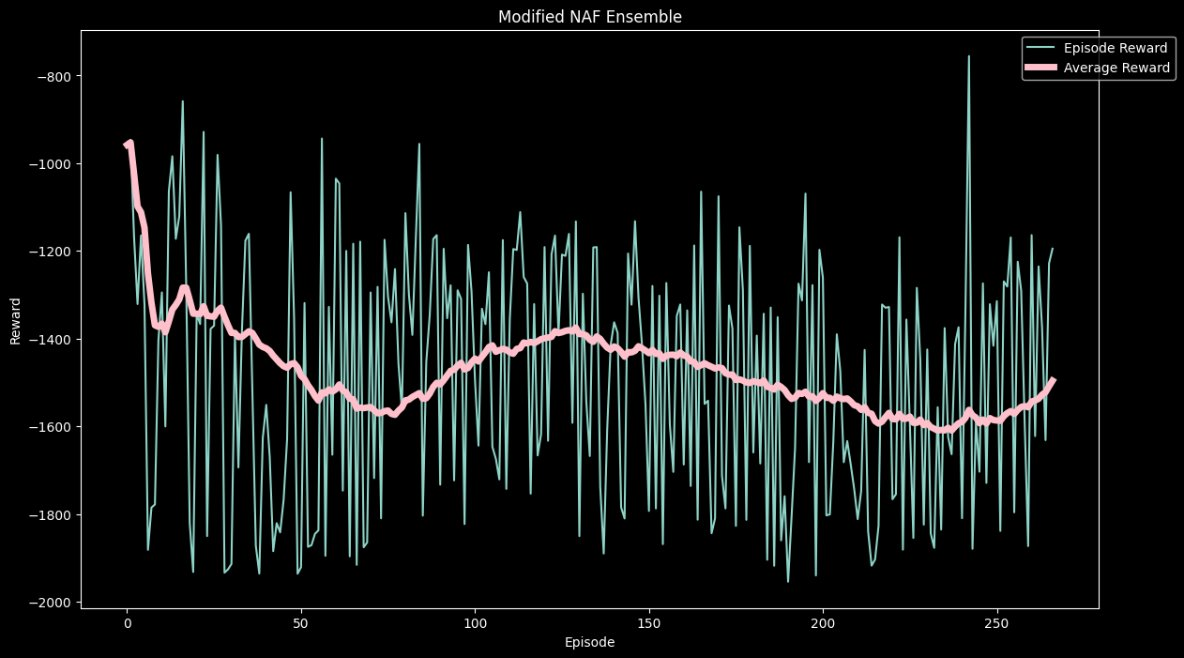 Modified NAF Ensemble
Episode Reward
Average Reward
Reward
−800
−1000
−1200
−1400
−1600
−1800
−2000
0 50 100 150 200 250
Episode